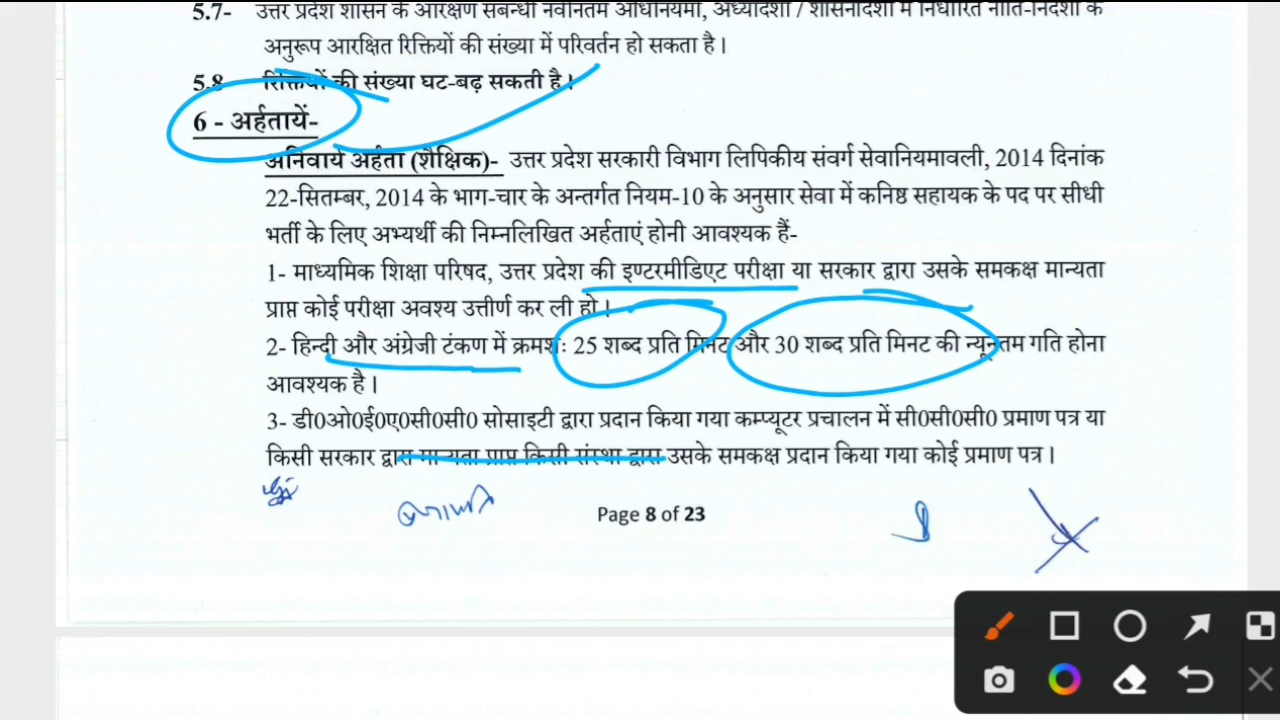 5.7- उत्तर प्रदेश शासन के आरक्षण संबन्धी नवीनतम अधिनियमों, अध्यादेशों / शासनादेशों में निर्धारित नीति-निर्देशों के
अनुरूप आरक्षित रिक्तियों की संख्या में परिवर्तन हो सकता है।
5.8 रिक्तियों की संख्या घट-बढ़ सकती है।
6 - अर्हतायें-
अनिवार्य अर्हता (शैक्षिक)- उत्तर प्रदेश सरकारी विभाग लिपिकीय संवर्ग सेवानियमावली, 2014 दिनांक
22-सितम्बर, 2014 के भाग-चार के अन्तर्गत नियम-10 के अनुसार सेवा में कनिष्ठ सहायक के पद पर सीधी
भर्ती के लिए अभ्यर्थी की निम्नलिखित अर्हताएं होनी आवश्यक हैं-
1- माध्यमिक शिक्षा परिषद, उत्तर प्रदेश की इण्टरमीडिएट परीक्षा या सरकार द्वारा उसके समकक्ष मान्यता
प्राप्त कोई परीक्षा अवश्य उत्तीर्ण कर ली हो।
2- हिन्दी और अंग्रेजी टंकण में क्रमशः 25 शब्द प्रति मिनट और 30 शब्द प्रति मिनट की न्यूनतम गति होना
आवश्यक है।
3- डी0ओ0ई0ए0सी0सी0 सोसाइटी द्वारा प्रदान किया गया कम्प्यूटर प्रचालन में सी0सी0सी0 प्रमाण पत्र या
किसी सरकार द्वारा मान्यता प्राप्त किसी संस्था द्वारा उसके समकक्ष प्रदान किया गया कोई प्रमाण पत्र।
Page 8 of 23